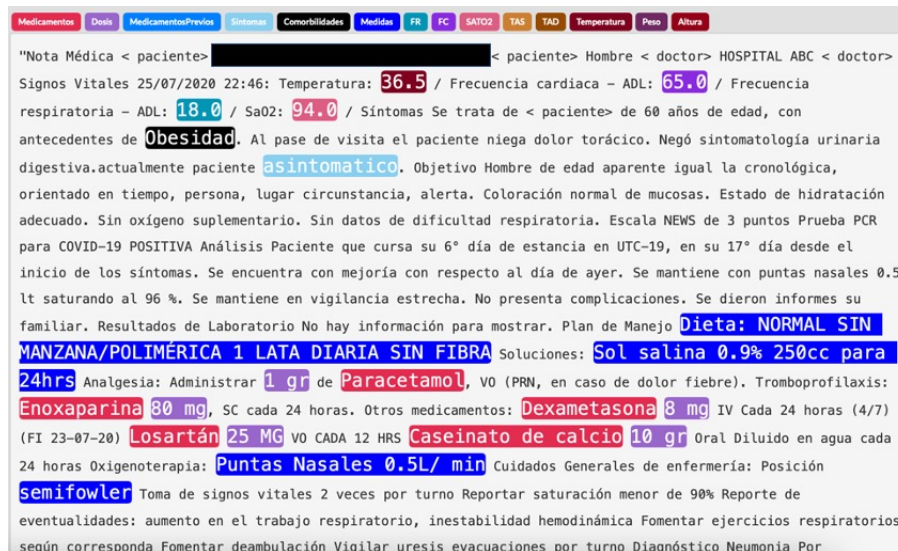 Medicamentos Dosis MedicamentosPrevios Sintomas Comorbilidades Medidas FR FC SATO2 TAS TAD Temperatura Peso Altura
"Nota Médica < paciente> < paciente> Hombre < doctor> HOSPITAL ABC < doctor>
Signos Vitales 25/07/2020 22:46: Temperatura: 36.5 / Frecuencia cardiaca – ADL: 65.0 / Frecuencia
respiratoria – ADL: 18.0 / SaO2: 94.0 / Síntomas Se trata de < paciente> de 60 años de edad, con
antecedentes de Obesidad. Al pase de visita el paciente niega dolor torácico. Negó sintomatología urinaria
digestiva.actualmente paciente asintomatico. Objetivo Hombre de edad aparente igual la cronológica,
orientado en tiempo, persona, lugar circunstancia, alerta. Coloración normal de mucosas. Estado de hidratación
adecuado. Sin oxígeno suplementario. Sin datos de dificultad respiratoria. Escala NEWS de 3 puntos Prueba PCR
para COVID-19 POSITIVA Análisis Paciente que cursa su 6° día de estancia en UTC-19, en su 17° día desde el
inicio de los síntomas. Se encuentra con mejoría con respecto al día de ayer. Se mantiene con puntas nasales 0.5
lt saturando al 96 %. Se mantiene en vigilancia estrecha. No presenta complicaciones. Se dieron informes su
familiar. Resultados de Laboratorio No hay información para mostrar. Plan de Manejo Dieta: NORMAL SIN
MANZANA/POLIMÉRICA 1 LATA DIARIA SIN FIBRA Soluciones: Sol salina 0.9% 250cc para
24hrs Analgesia: Administrar 1 gr de Paracetamol, VO (PRN, en caso de dolor fiebre). Tromboprofilaxis:
Enoxaparina 80 mg, SC cada 24 horas. Otros medicamentos: Dexametasona 8 mg IV Cada 24 horas (4/7)
(FI 23-07-20) Losartán 25 MG VO CADA 12 HRS Caseinato de calcio 10 gr Oral Diluido en agua cada
24 horas Oxigenoterapia: Puntas Nasales 0.5L/ min Cuidados Generales de enfermería: Posición
semifowler Toma de signos vitales 2 veces por turno Reportar saturación menor de 90% Reporte de
eventualidades: aumento en el trabajo respiratorio, inestabilidad hemodinámica Fomentar ejercicios respiratorios
según corresponda Fomentar deambulación Vigilar uresis evacuaciones por turno Diagnóstico Neumonia Por